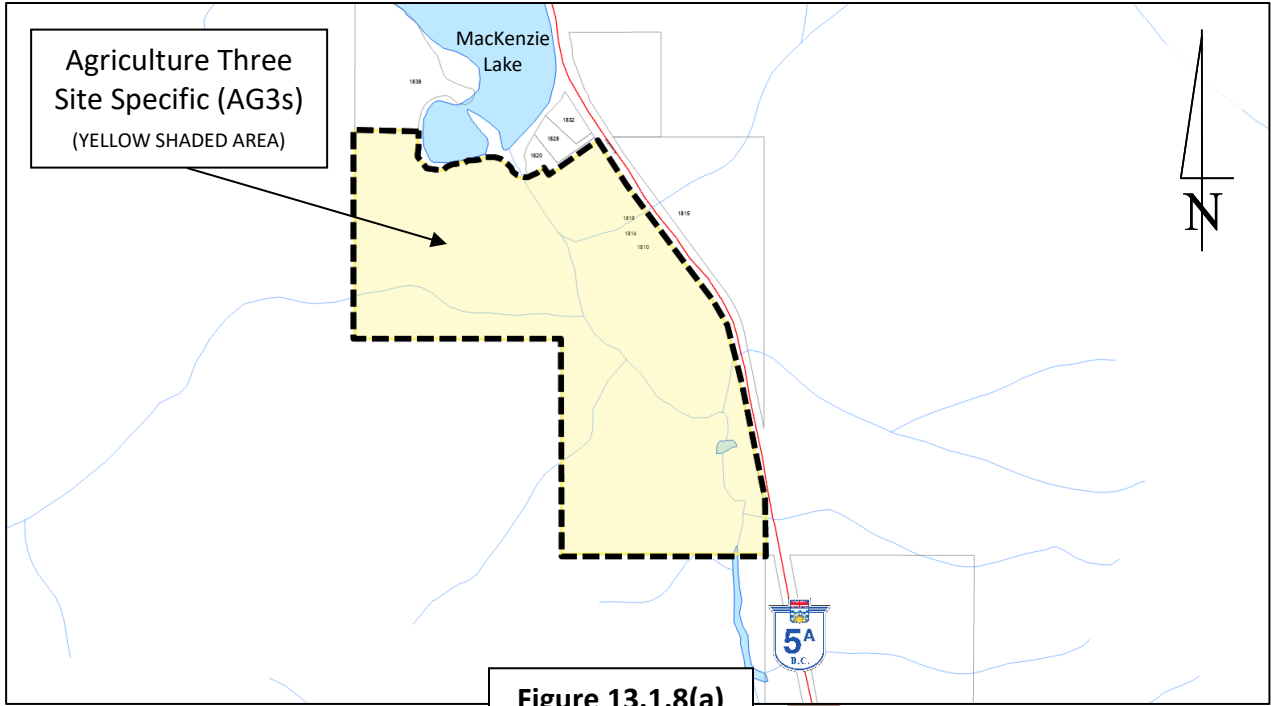 Agriculture Three
Site Specific (AG3s)
(YELLOW SHADED AREA)
MacKenzie
Lake
1838
1832
1828
1820
1815
1818
1814
1810
N
5A
B.C.
Figure 13.1.8(a)